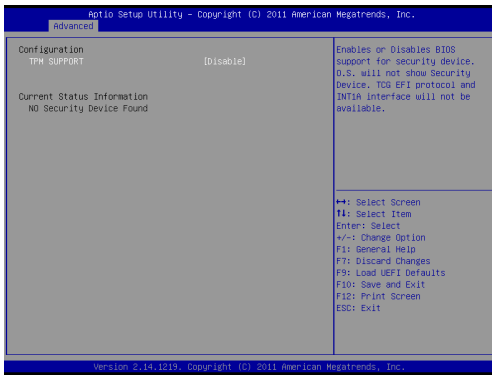 Aptio Setup Utility - Copyright (C) 2011 American Megatrends, Inc.
Advanced
Configuration
TPM SUPPORT [Disable]
Current Status Information
NO Security Device Found
Enables or Disables BIOS
support for security device.
O.S. will not show Security
Device. TCG EFI protocol and
INT1A interface will not be
available.
↔: Select Screen
↑↓: Select Item
Enter: Select
+/-: Change Option
F1: General Help
F7: Discard Changes
F9: Load UEFI Defaults
F10: Save and Exit
F12: Print Screen
ESC: Exit
Version 2.14.1219. Copyright (C) 2011 American Megatrends, Inc.